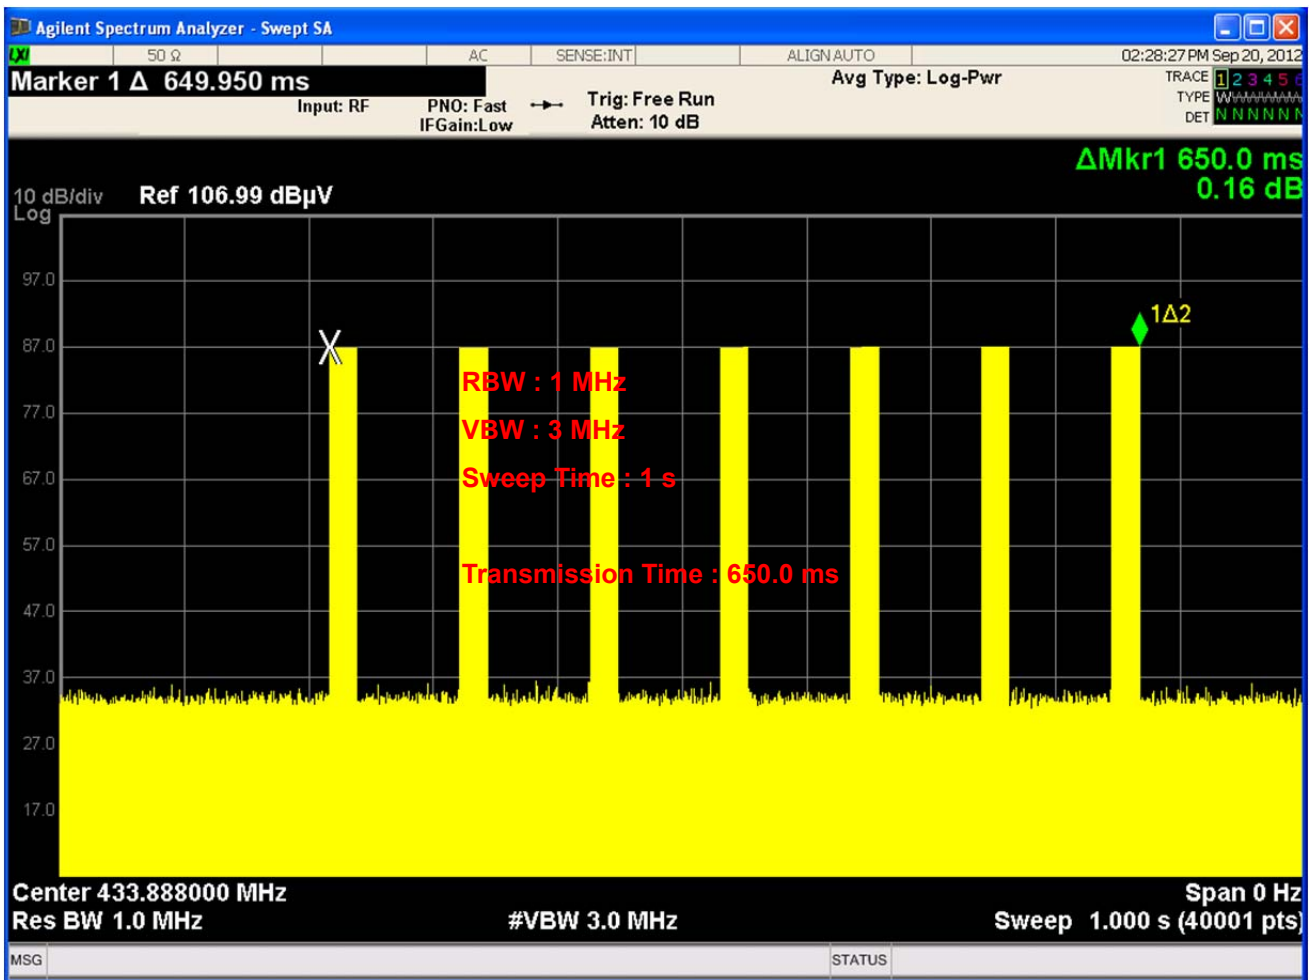 Agilent Spectrum Analyzer - Swept SA
LXI 50 Ω AC SENSE:INT ALIGNAUTO 02:28:27 PM Sep 20, 2012
Marker 1 Δ 649.950 ms
Input: RF PNO: Fast Trig: Free Run Avg Type: Log-Pwr
IFGain:Low Atten: 10 dB
TRACE 1 2 3 4 5 6
TYPE WWWWWW
DET N N N N N N
ΔMkr1 650.0 ms
0.16 dB
10 dB/div Ref 106.99 dBµV
Log
97.0
1Δ2
87.0
RBW : 1 MHz
77.0
VBW : 3 MHz
67.0
Sweep Time : 1 s
57.0
Transmission Time : 650.0 ms
47.0
37.0
27.0
17.0
Center 433.888000 MHz Span 0 Hz
Res BW 1.0 MHz #VBW 3.0 MHz Sweep 1.000 s (40001 pts)
MSG STATUS